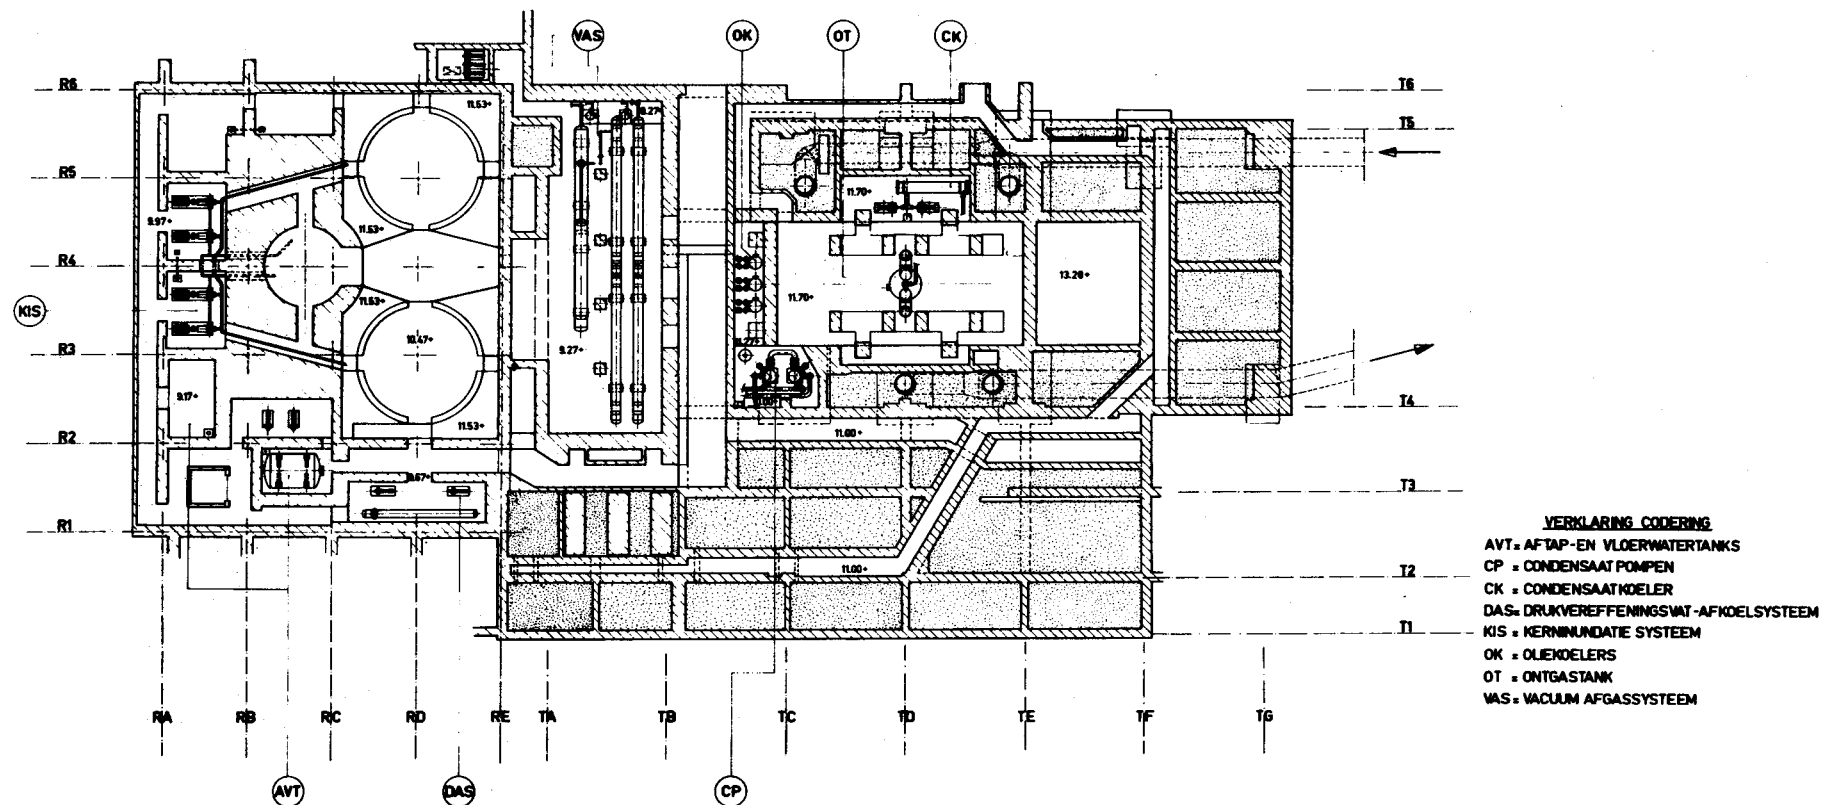 VAS
OK
OT
CK
R6
T6
11.53+
9.27+
T5
R5
11.70+
9.97+
11.53+
R4
13.28+
11.53+
11.70+
KIS
10.47+
9.27+
R3
9.17+
11.53+
T4
R2
11.00+
9.67+
T3
R1
11.00+
T2
T1
RA
RB
RC
RD
RE
TA
TB
TC
TD
TE
TF
TG
AVT
DAS
CP
VERKLARING CODERING
AVT= AFTAP-EN VLOERWATERTANKS
CP = CONDENSAATPOMPEN
CK = CONDENSAATKOELER
DAS= DRUKVEREFFENINGSVAT-AFKOELSYSTEEM
KIS = KERNINUNDATIE SYSTEEM
OK = OLIEKOELERS
OT = ONTGASTANK
VAS= VACUUM AFGASSYSTEEM